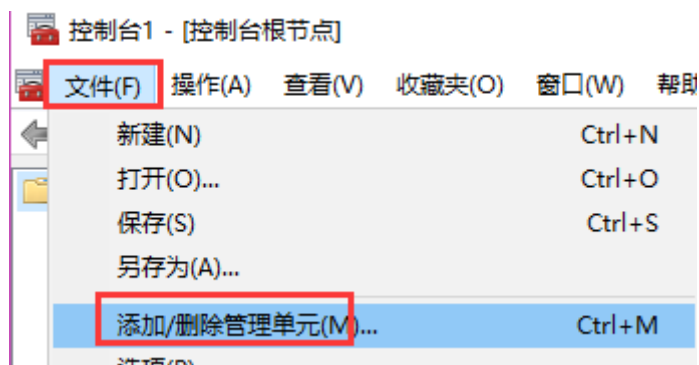 控制台1 - [控制台根节点]
文件(F) 操作(A) 查看(V) 收藏夹(O) 窗口(W) 帮助
新建(N) Ctrl+N
打开(O)... Ctrl+O
保存(S) Ctrl+S
另存为(A)...
添加/删除管理单元(M)... Ctrl+M